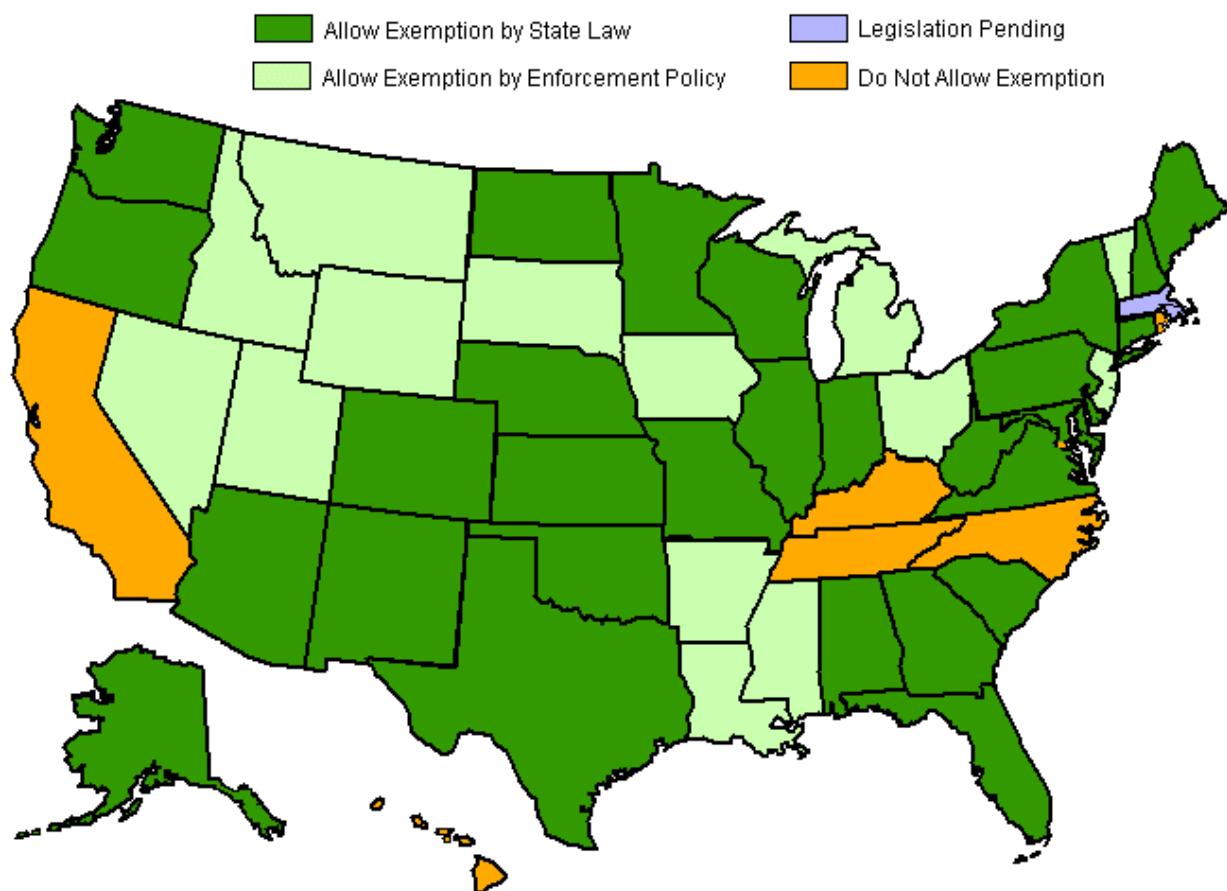 Allow Exemption by State Law
Legislation Pending
Allow Exemption by Enforcement Policy
Do Not Allow Exemption